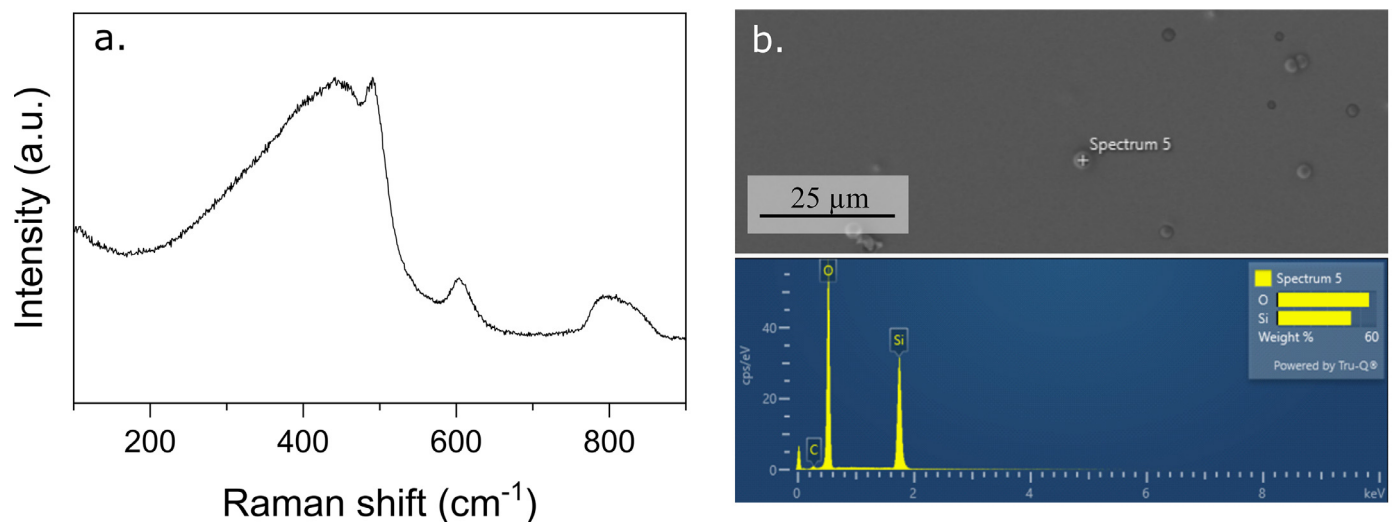 a.
Intensity (a.u.)
200 400 600 800
Raman shift (cm⁻¹)
b.
Spectrum 5
25 µm
cps/eV
40
20
0
O
C
Si
0 2 4 6 8 keV
Spectrum 5
O
Si
Weight % 60
Powered by Tru-Q®